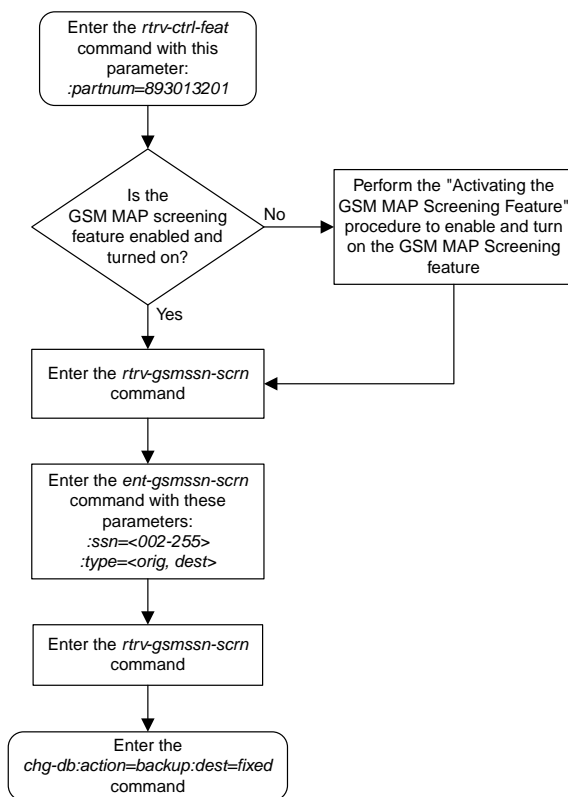 Enter the rtrv-ctrl-feat
command with this
parameter:
:partnum=893013201
Is the
GSM MAP screening
feature enabled and
turned on?
No
Perform the "Activating the
GSM MAP Screening Feature"
procedure to enable and turn
on the GSM MAP Screening
feature
Yes
Enter the rtrv-gsmssn-scrn
command
Enter the ent-gsmssn-scrn
command with these
parameters:
:ssn=<002-255>
:type=<orig, dest>
Enter the rtrv-gsmssn-scrn
command
Enter the
chg-db:action=backup:dest=fixed
command